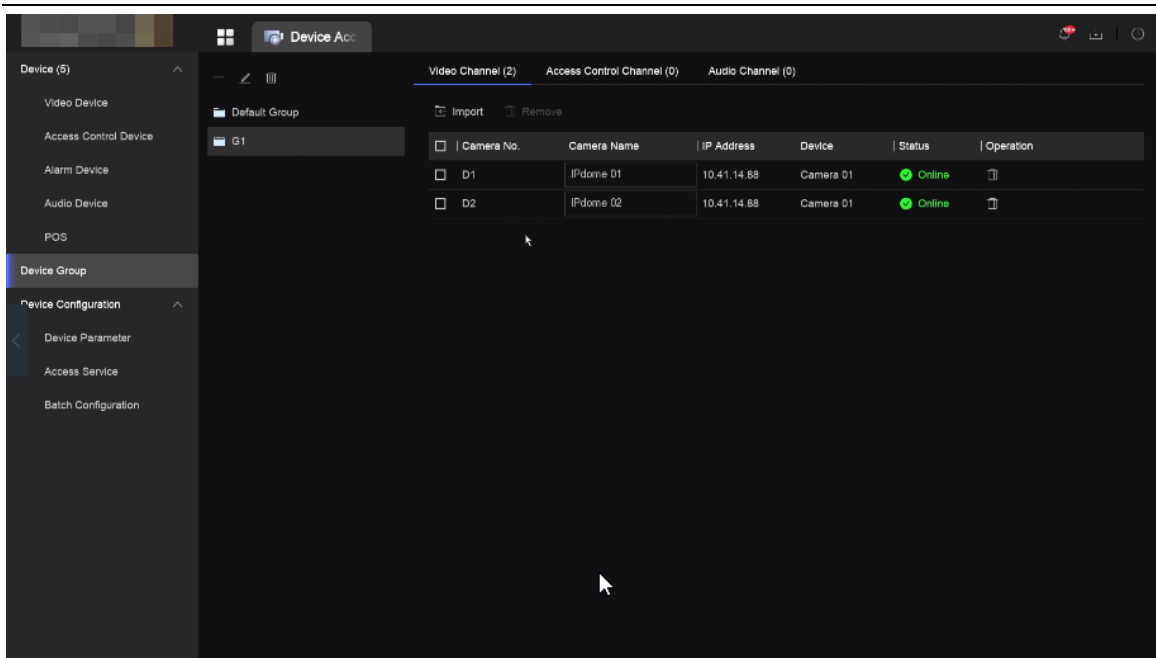 Device Acc
Device (5)
Video Device
Access Control Device
Alarm Device
Audio Device
POS
Device Group
Device Configuration
Device Parameter
Access Service
Batch Configuration
Default Group
G1
Video Channel (2) Access Control Channel (0) Audio Channel (0)
Import Remove
Camera No. Camera Name IP Address Device Status Operation
D1 IPdome 01 10.41.14.88 Camera 01 Online
D2 IPdome 02 10.41.14.88 Camera 01 Online